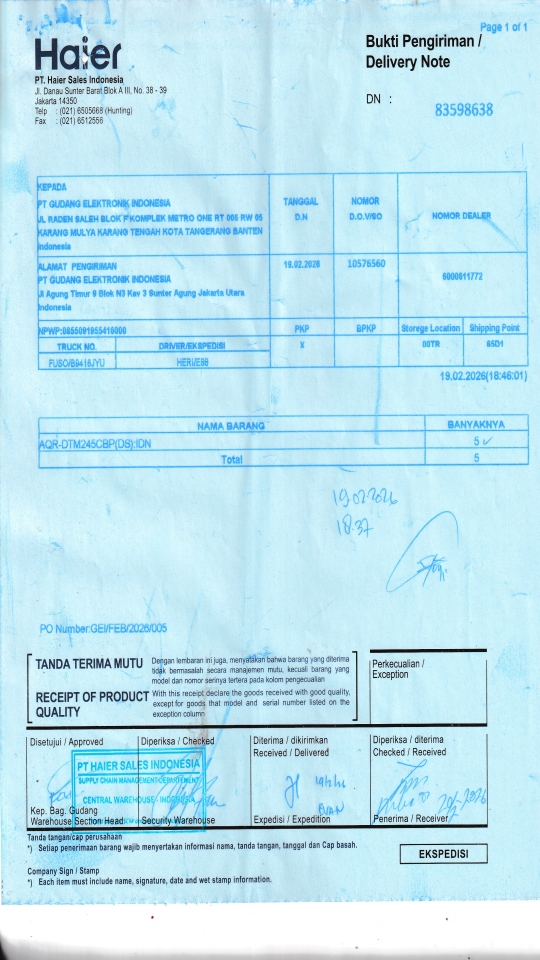 Page 1 of 1
Haier
Bukti Pengiriman /
Delivery Note
PT. Haier Sales Indonesia
Jl. Danau Sunter Barat Blok A III, No. 38 - 39
Jakarta 14350
Telp : (021) 6505668 (Hunting)
Fax : (021) 6512556
DN :
83598638
KEPADA
PT GUDANG ELEKTRONIK INDONESIA
JL RADEN SALEH BLOK F KOMPLEK METRO ONE RT 005 RW 05
KARANG MULYA KARANG TENGAH KOTA TANGERANG BANTEN
Indonesia
TANGGAL
D.N
NOMOR
D.O.V/SO
NOMOR DEALER
ALAMAT PENGIRIMAN
PT GUDANG ELEKTRONIK INDONESIA
Jl Agung Timur 9 Blok N3 Kav 3 Sunter Agung Jakarta Utara
Indonesia
19.02.2026
10576560
6000611772
NPWP:0855091955416000
PKP
BPKP
Storege Location
Shipping Point
TRUCK NO.
DRIVER/EKSPEDISI
X
00TR
65D1
FUSO/B9416JYU
HERI/ESB
19.02.2026(18:46:01)
NAMA BARANG
BANYAKNYA
AQR-DTM245CBP(DS):IDN
5
Total
5
19.02.2026
18.37
PO Number:GEI/FEB/2026/005
TANDA TERIMA MUTU
Dengan lembaran ini juga, menyatakan bahwa barang yang diterima
tidak bermasalah secara manajemen mutu, kecuali barang yang
model dan nomor serinya tertera pada kolom pengecualian
RECEIPT OF PRODUCT
QUALITY
With this receipt declare the goods received with good quality,
except for goods that model and serial number listed on the
exception column
Perkecualian /
Exception
Disetujui / Approved
Diperiksa / Checked
Diterima / dikirimkan
Received / Delivered
Diperiksa / diterima
Checked / Received
PT HAIER SALES INDONESIA
SUPPLY CHAIN MANAGEMENT DEPARTEMENT
CENTRAL WAREHOUSE - INDONESIA
Kep. Bag. Gudang
Warehouse Section Head
Security Warehouse
Expedisi / Expedition
Penerima / Receiver
Tanda tangan/cap perusahaan
*) Setiap penerimaan barang wajib menyertakan informasi nama, tanda tangan, tanggal dan Cap basah.
EKSPEDISI
Company Sign / Stamp
*) Each item must include name, signature, date and wet stamp information.